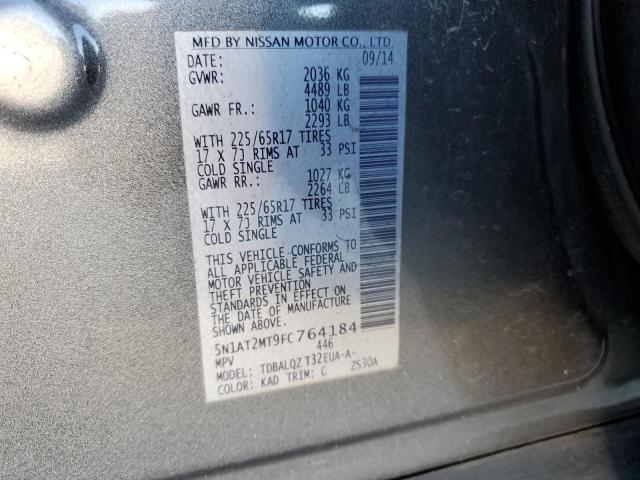 MFD BY NISSAN MOTOR CO., LTD.
DATE: 09/14
GVWR: 2036 KG
4489 LB
GAWR FR.: 1040 KG
2293 LB
WITH 225/65R17 TIRES
17 X 7J RIMS AT 33 PSI
COLD SINGLE
GAWR RR.: 1027 KG
2264 LB
WITH 225/65R17 TIRES
17 X 7J RIMS AT 33 PSI
COLD SINGLE
THIS VEHICLE CONFORMS TO
ALL APPLICABLE FEDERAL
MOTOR VEHICLE SAFETY AND
THEFT PREVENTION
STANDARDS IN EFFECT ON
THE DATE OF MANUFACTURE
SHOWN ABOVE.
5N1AT2MT9FC764184
MPV 446
MODEL: TDBALQZ T32EUA-A-
COLOR: KAD TRIM: C ZS30A